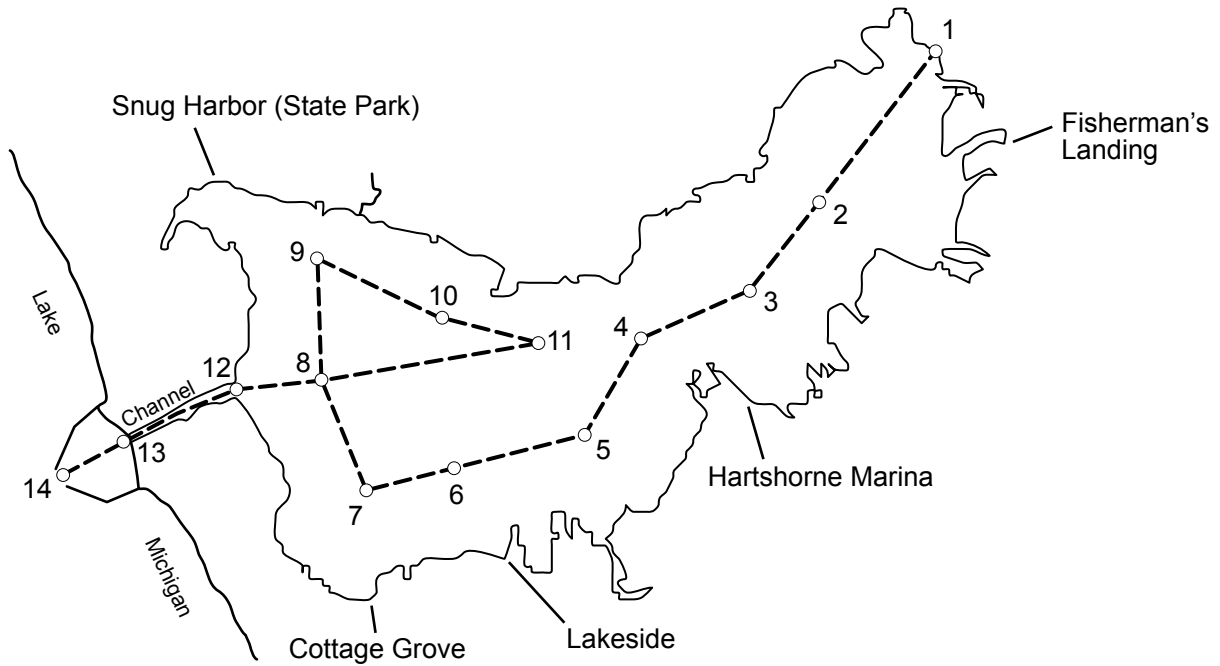 1
Snug Harbor (State Park)
Fisherman's
Landing
2
9
10
3
Lake
4
11
8
12
Channel
13
5
14
6
7
Hartshorne Marina
Michigan
Lakeside
Cottage Grove